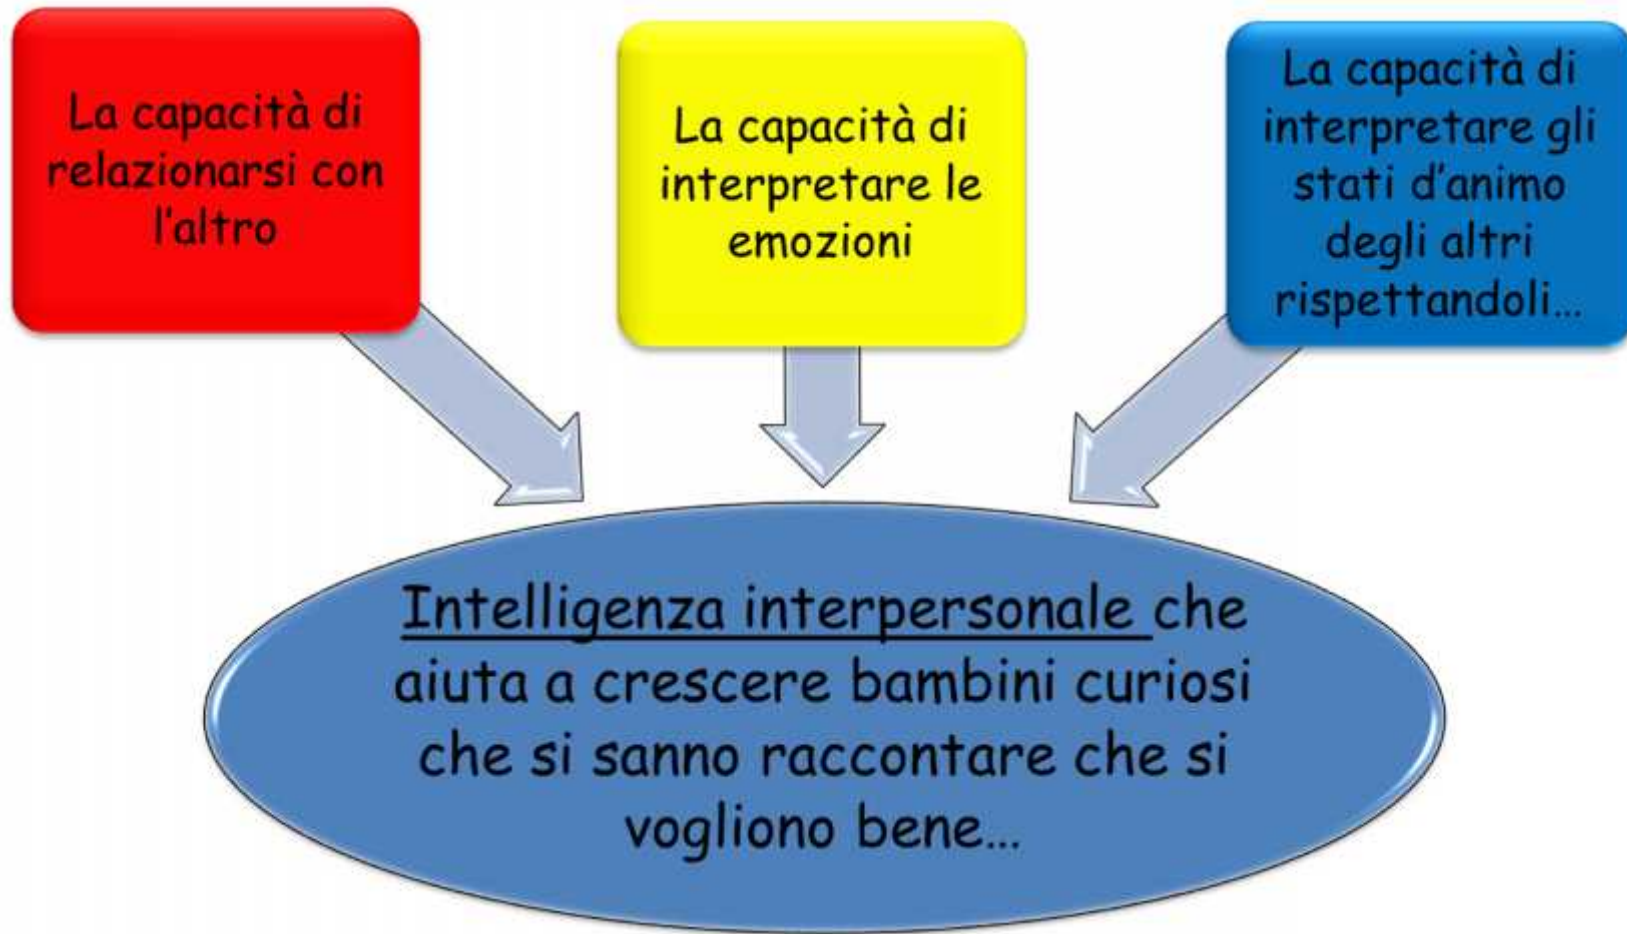 La capacità di
relazionarsi con
l'altro
La capacità di
interpretare le
emozioni
La capacità di
interpretare gli
stati d'animo
degli altri
rispettandoli...
Intelligenza interpersonale che
aiuta a crescere bambini curiosi
che si sanno raccontare che si
vogliono bene...